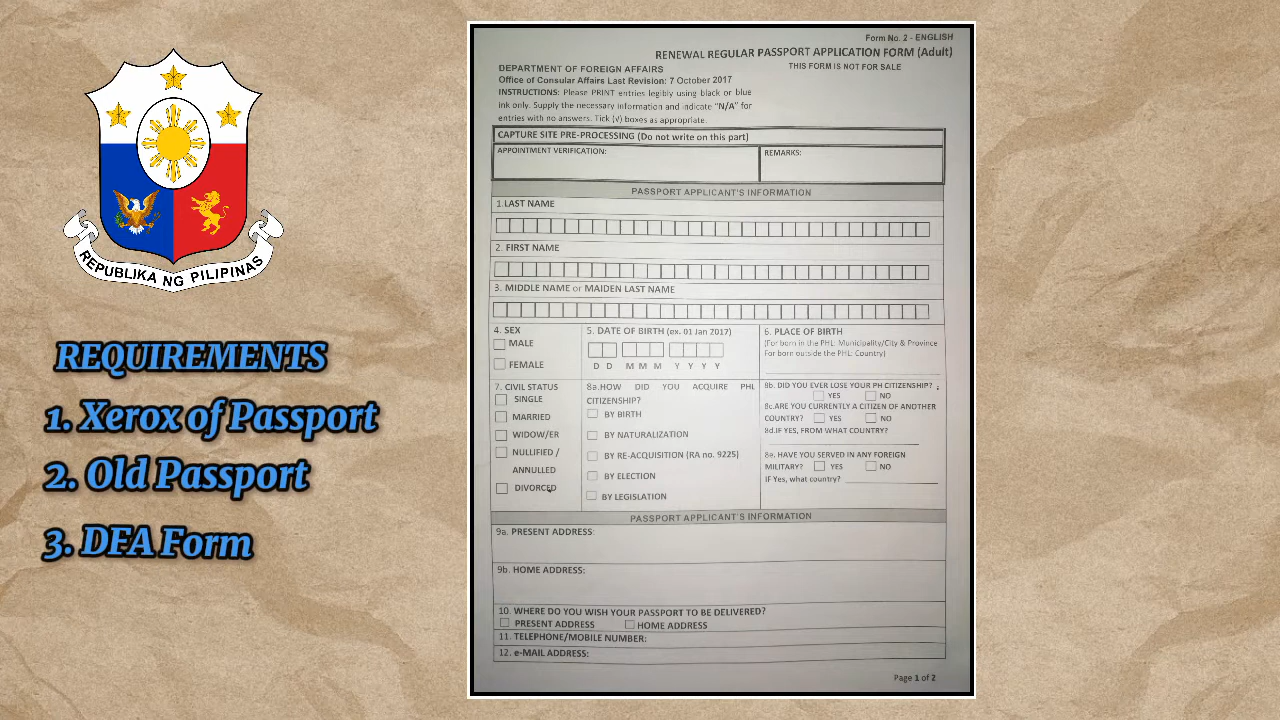 REPUBLIKA NG PILIPINAS
REQUIREMENTS
1. Xerox of Passport
2. Old Passport
3. DFA Form
Form No. 2 - ENGLISH
RENEWAL REGULAR PASSPORT APPLICATION FORM (Adult)
DEPARTMENT OF FOREIGN AFFAIRS
THIS FORM IS NOT FOR SALE
Office of Consular Affairs Last Revision: 7 October 2017
INSTRUCTIONS: Please PRINT entries legibly using black or blue
ink only. Supply the necessary information and indicate "N/A" for
entries with no answers. Tick (√) boxes as appropriate.
CAPTURE SITE PRE-PROCESSING (Do not write on this part)
APPOINTMENT VERIFICATION:
REMARKS:
PASSPORT APPLICANT'S INFORMATION
1.LAST NAME
2. FIRST NAME
3. MIDDLE NAME or MAIDEN LAST NAME
4. SEX
MALE
FEMALE
5. DATE OF BIRTH (ex. 01 Jan 2017)
D D M M M Y Y Y Y
6. PLACE OF BIRTH
(For born in the PHL: Municipality/City & Province
For born outside the PHL: Country)
7. CIVIL STATUS
SINGLE
MARRIED
WIDOW/ER
NULLIFIED /
ANNULLED
DIVORCED
8a.HOW DID YOU ACQUIRE PHL
CITIZENSHIP?
BY BIRTH
BY NATURALIZATION
BY RE-ACQUISITION (RA no. 9225)
BY ELECTION
BY LEGISLATION
8b. DID YOU EVER LOSE YOUR PH CITIZENSHIP?
YES NO
8c.ARE YOU CURRENTLY A CITIZEN OF ANOTHER
COUNTRY? YES NO
8d.IF YES, FROM WHAT COUNTRY?
8e. HAVE YOU SERVED IN ANY FOREIGN
MILITARY? YES NO
IF Yes, what country?
PASSPORT APPLICANT'S INFORMATION
9a. PRESENT ADDRESS:
9b. HOME ADDRESS:
10. WHERE DO YOU WISH YOUR PASSPORT TO BE DELIVERED?
PRESENT ADDRESS HOME ADDRESS
11. TELEPHONE/MOBILE NUMBER:
12. e-MAIL ADDRESS:
Page 1 of 2